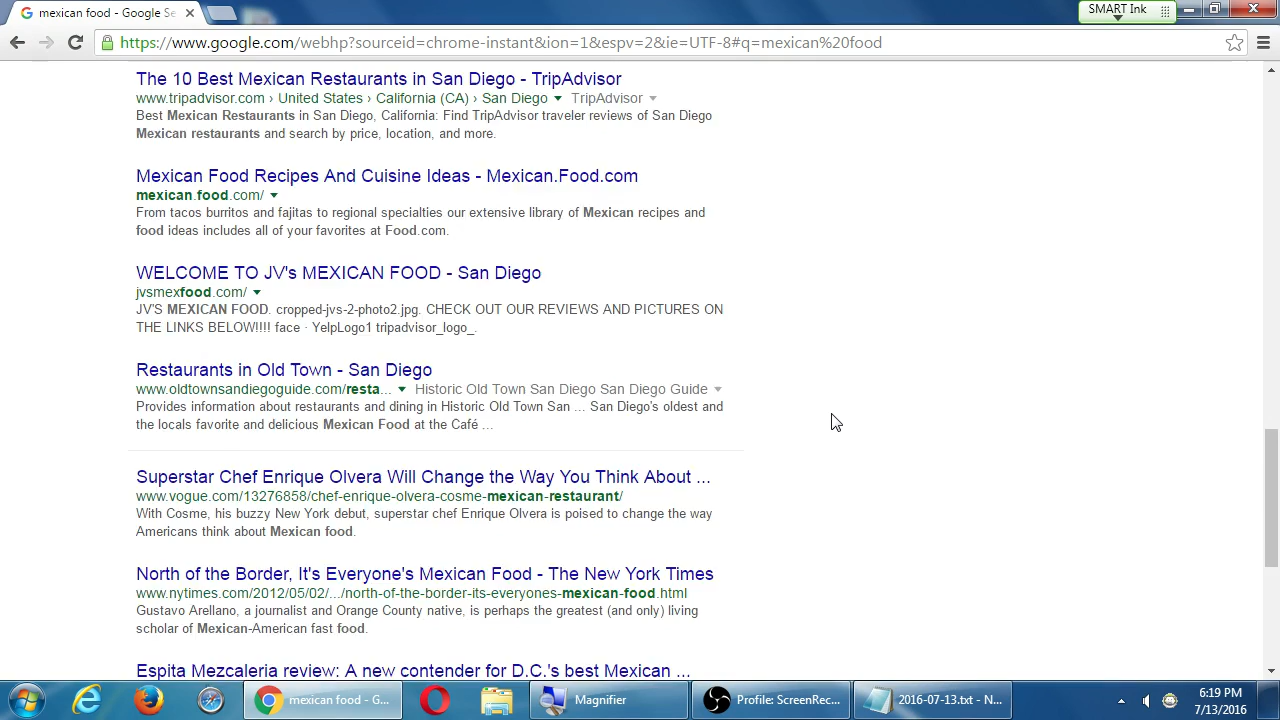 mexican food - Google Se
SMART Ink
https://www.google.com/webhp?sourceid=chrome-instant&ion=1&espv=2&ie=UTF-8#q=mexican%20food
The 10 Best Mexican Restaurants in San Diego - TripAdvisor
www.tripadvisor.com › United States › California (CA) › San Diego TripAdvisor
Best Mexican Restaurants in San Diego, California: Find TripAdvisor traveler reviews of San Diego
Mexican restaurants and search by price, location, and more.
Mexican Food Recipes And Cuisine Ideas - Mexican.Food.com
mexican.food.com/
From tacos burritos and fajitas to regional specialties our extensive library of Mexican recipes and
food ideas includes all of your favorites at Food.com.
WELCOME TO JV's MEXICAN FOOD - San Diego
jvsmexfood.com/
JV'S MEXICAN FOOD. cropped-jvs-2-photo2.jpg. CHECK OUT OUR REVIEWS AND PICTURES ON
THE LINKS BELOW!!!! face · YelpLogo1 tripadvisor_logo_.
Restaurants in Old Town - San Diego
www.oldtownsandiegoguide.com/resta... Historic Old Town San Diego San Diego Guide
Provides information about restaurants and dining in Historic Old Town San ... San Diego's oldest and
the locals favorite and delicious Mexican Food at the Café ...
Superstar Chef Enrique Olvera Will Change the Way You Think About ...
www.vogue.com/13276858/chef-enrique-olvera-cosme-mexican-restaurant/
With Cosme, his buzzy New York debut, superstar chef Enrique Olvera is poised to change the way
Americans think about Mexican food.
North of the Border, It's Everyone's Mexican Food - The New York Times
www.nytimes.com/2012/05/02/.../north-of-the-border-its-everyones-mexican-food.html
Gustavo Arellano, a journalist and Orange County native, is perhaps the greatest (and only) living
scholar of Mexican-American fast food.
Espita Mezcaleria review: A new contender for D.C.'s best Mexican ...
mexican food - G...
Magnifier
Profile: ScreenRec...
2016-07-13.txt - N...
6:19 PM
7/13/2016